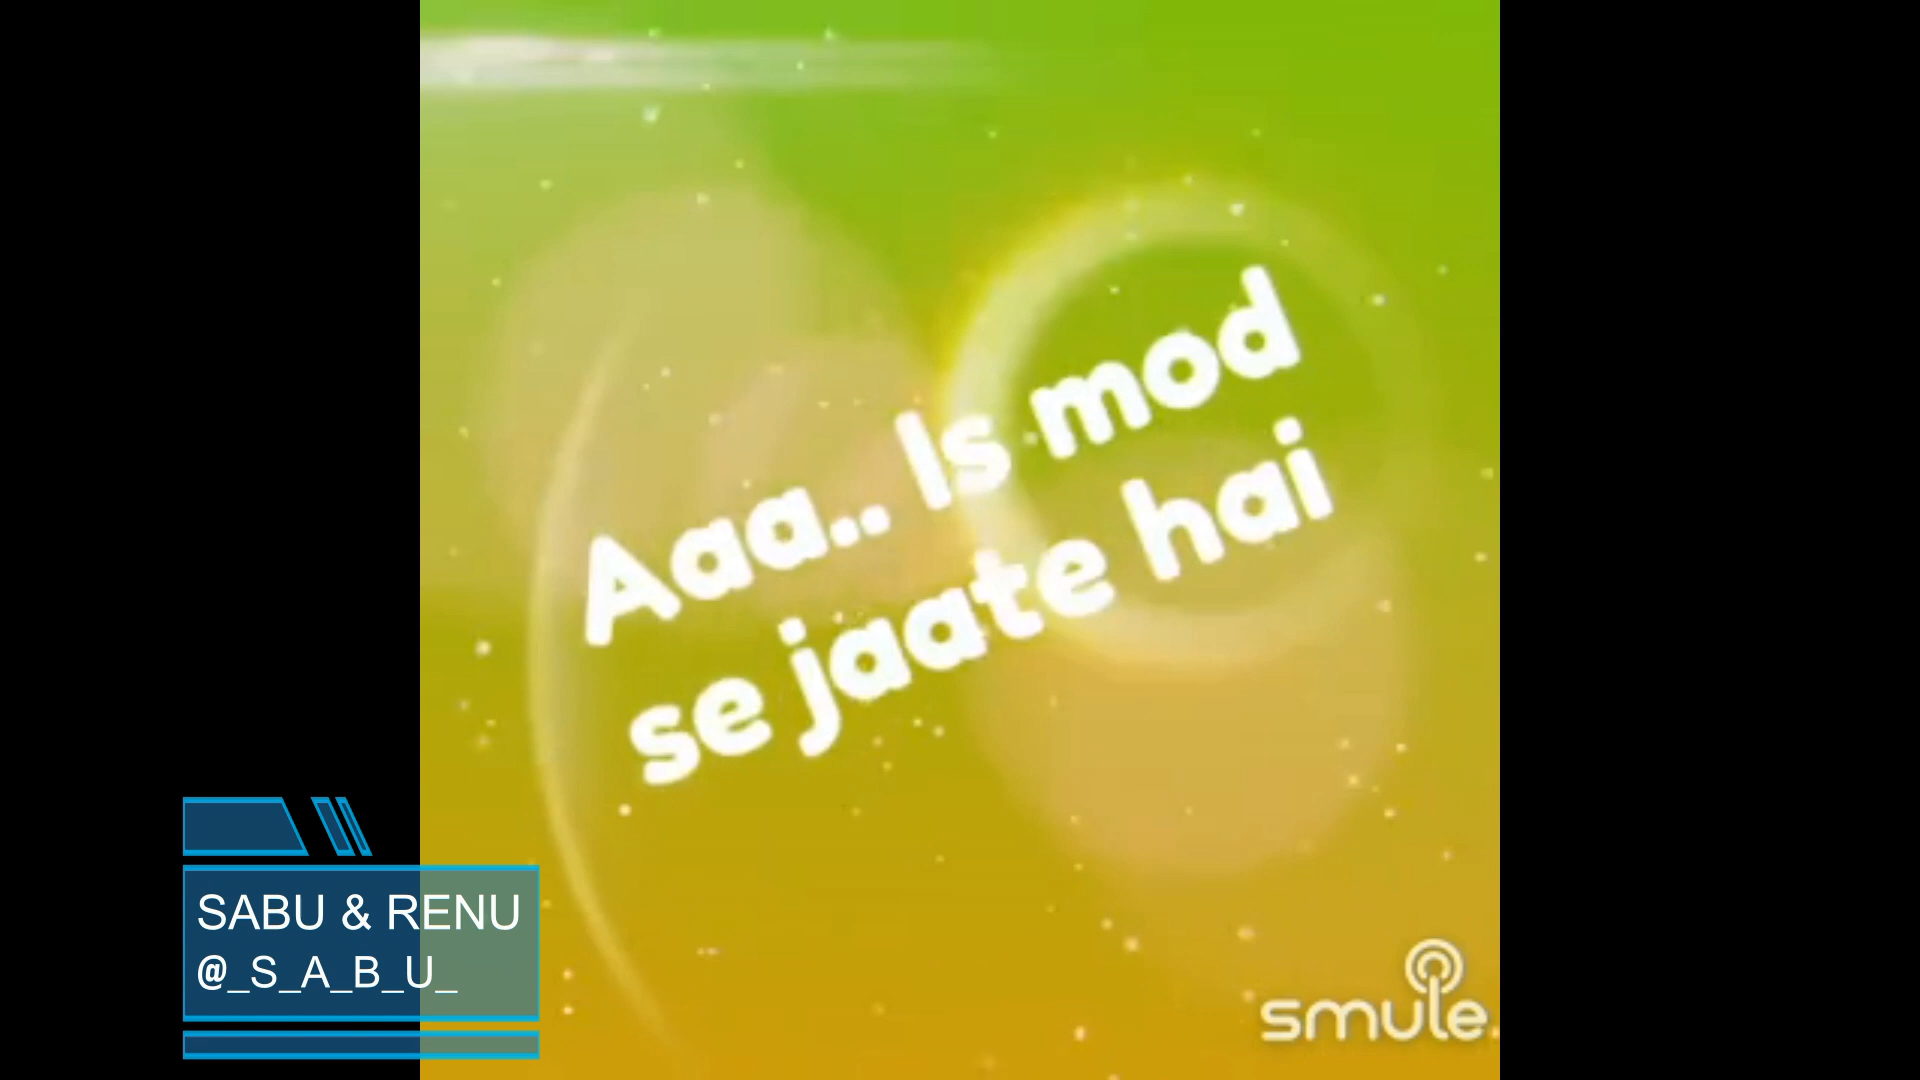 Aaa.. Is mod
se jaate hai
SABU & RENU
@_S_A_B_U_
smule